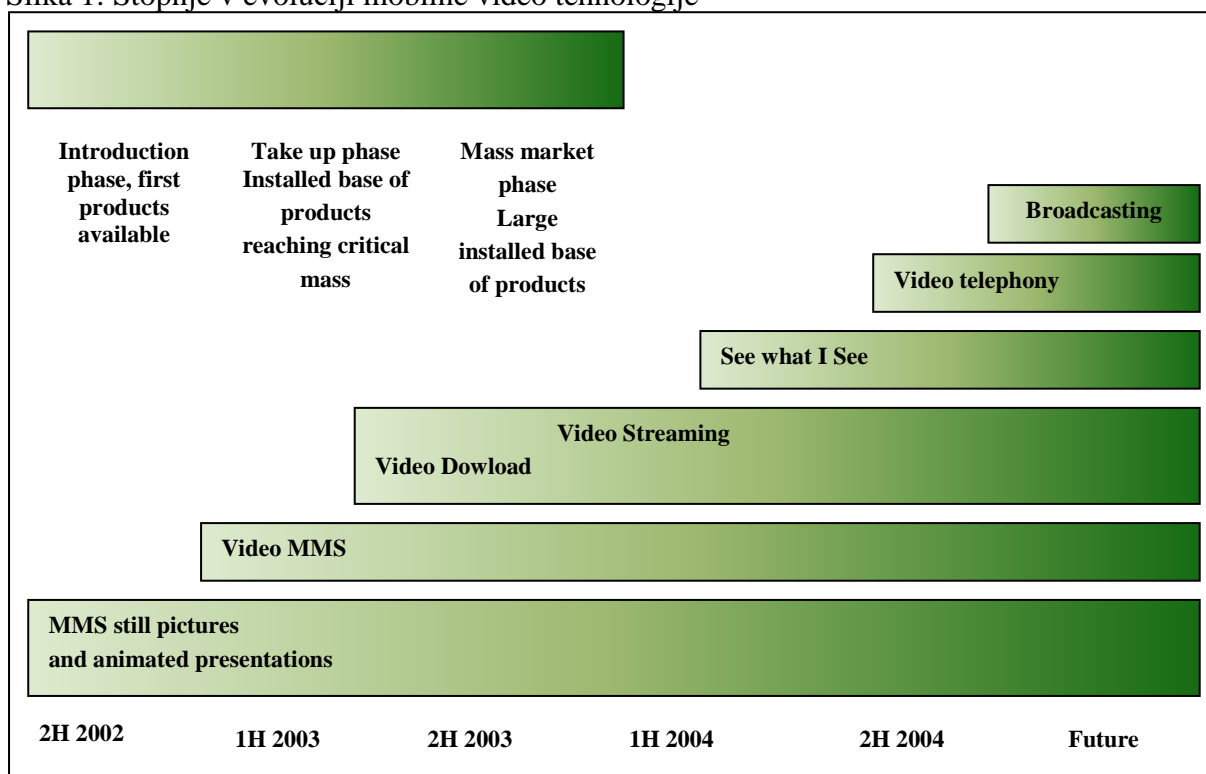 Slika 1: Stopnje v evoluciji mobilne video tehnologije
Introduction
phase, first
products
available
Take up phase
Installed base of
products
reaching critical
mass
Mass market
phase
Large
installed base
of products
Broadcasting
Video telephony
See what I See
Video Streaming
Video Dowload
Video MMS
MMS still pictures
and animated presentations
2H 2002
1H 2003
2H 2003
1H 2004
2H 2004
Future